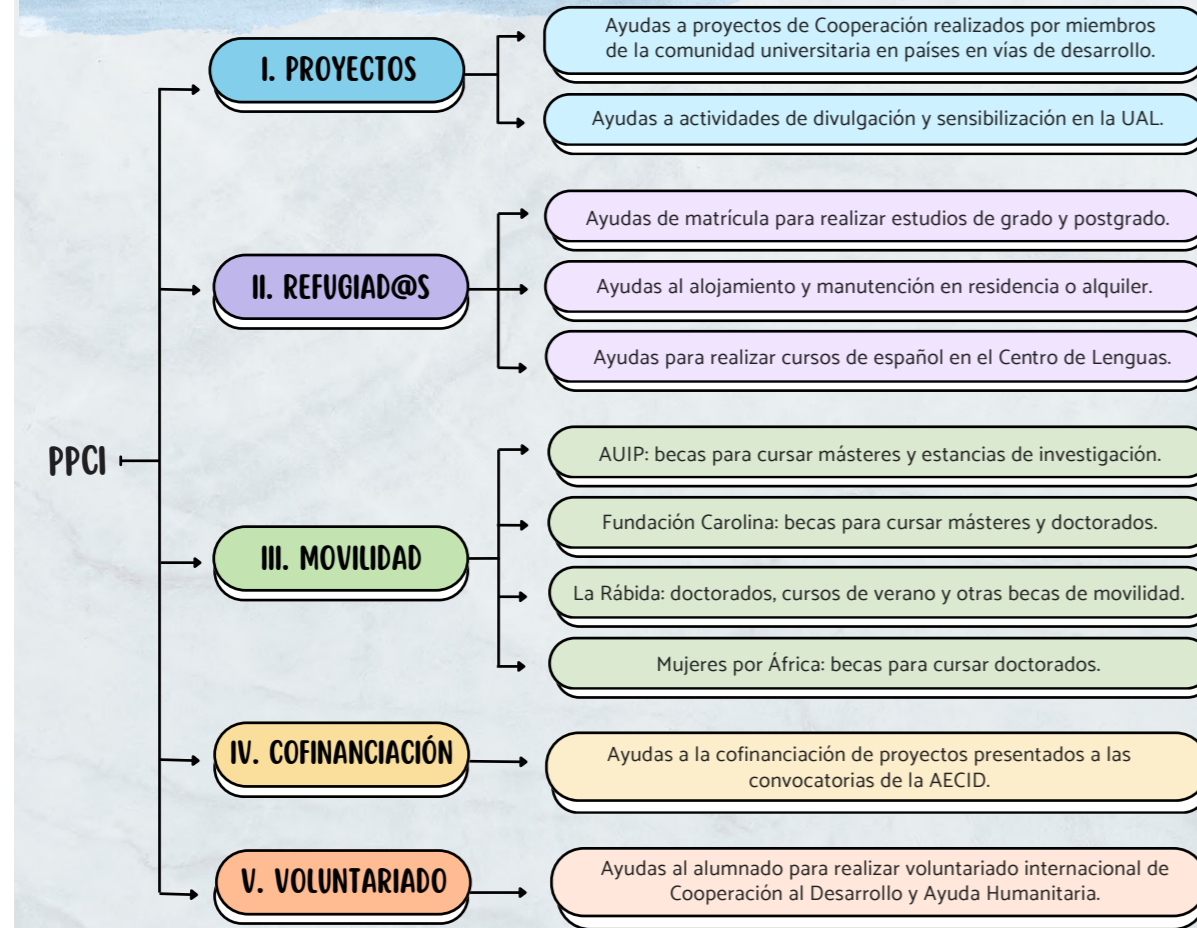 PPCI
I. PROYECTOS
Ayudas a proyectos de Cooperación realizados por miembros
de la comunidad universitaria en países en vías de desarrollo.
Ayudas a actividades de divulgación y sensibilización en la UAL.
II. REFUGIAD@S
Ayudas de matrícula para realizar estudios de grado y postgrado.
Ayudas al alojamiento y manutención en residencia o alquiler.
Ayudas para realizar cursos de español en el Centro de Lenguas.
III. MOVILIDAD
AUIP: becas para cursar másteres y estancias de investigación.
Fundación Carolina: becas para cursar másteres y doctorados.
La Rábida: doctorados, cursos de verano y otras becas de movilidad.
Mujeres por África: becas para cursar doctorados.
IV. COFINANCIACIÓN
Ayudas a la cofinanciación de proyectos presentados a las
convocatorias de la AECID.
V. VOLUNTARIADO
Ayudas al alumnado para realizar voluntariado internacional de
Cooperación al Desarrollo y Ayuda Humanitaria.